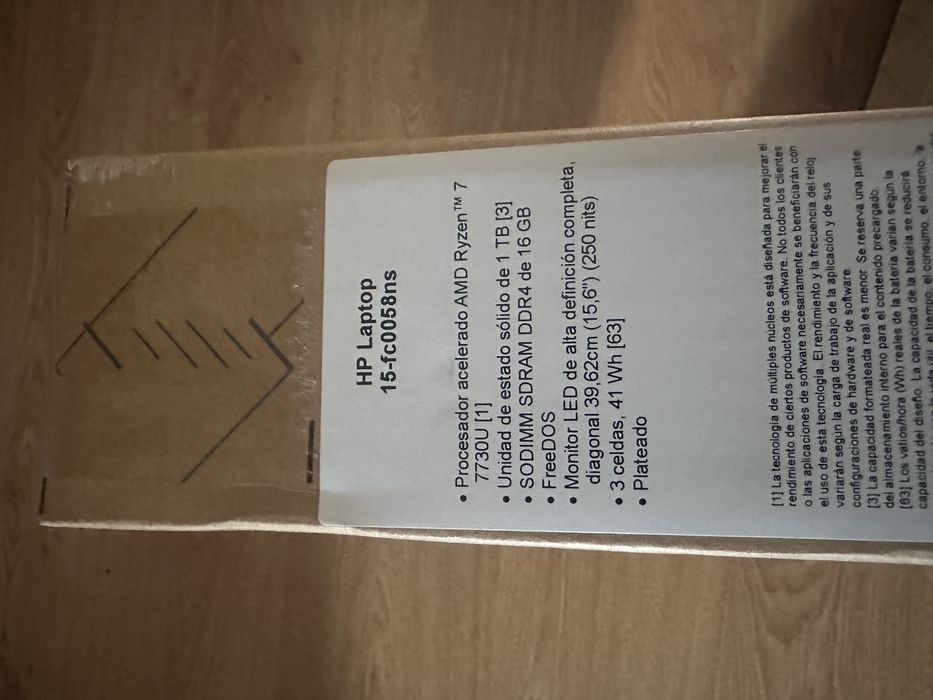 HP Laptop
15-fc0058ns
• Procesador acelerado AMD Ryzen™ 7
7730U [1]
• Unidad de estado sólido de 1 TB [3]
• SODIMM SDRAM DDR4 de 16 GB
• FreeDOS
• Monitor LED de alta definición completa,
diagonal 39,62cm (15,6") (250 nits)
• 3 celdas, 41 Wh [63]
• Plateado
[1] La tecnología de múltiples núcleos está diseñada para mejorar el
rendimiento de ciertos productos de software. No todos los clientes
o las aplicaciones de software necesariamente se beneficiarán con
el uso de esta tecnología. El rendimiento y la frecuencia del reloj
variarán según la carga de trabajo de la aplicación y de sus
configuraciones de hardware y de software.
[3] La capacidad formateada real es menor. Se reserva una parte
del almacenamiento interno para el contenido precargado.
[63] Los vatios/hora (Wh) reales de la batería varían según la
capacidad del diseño. La capacidad de la batería se reducirá
el tiempo, el consumo, el entorno, la